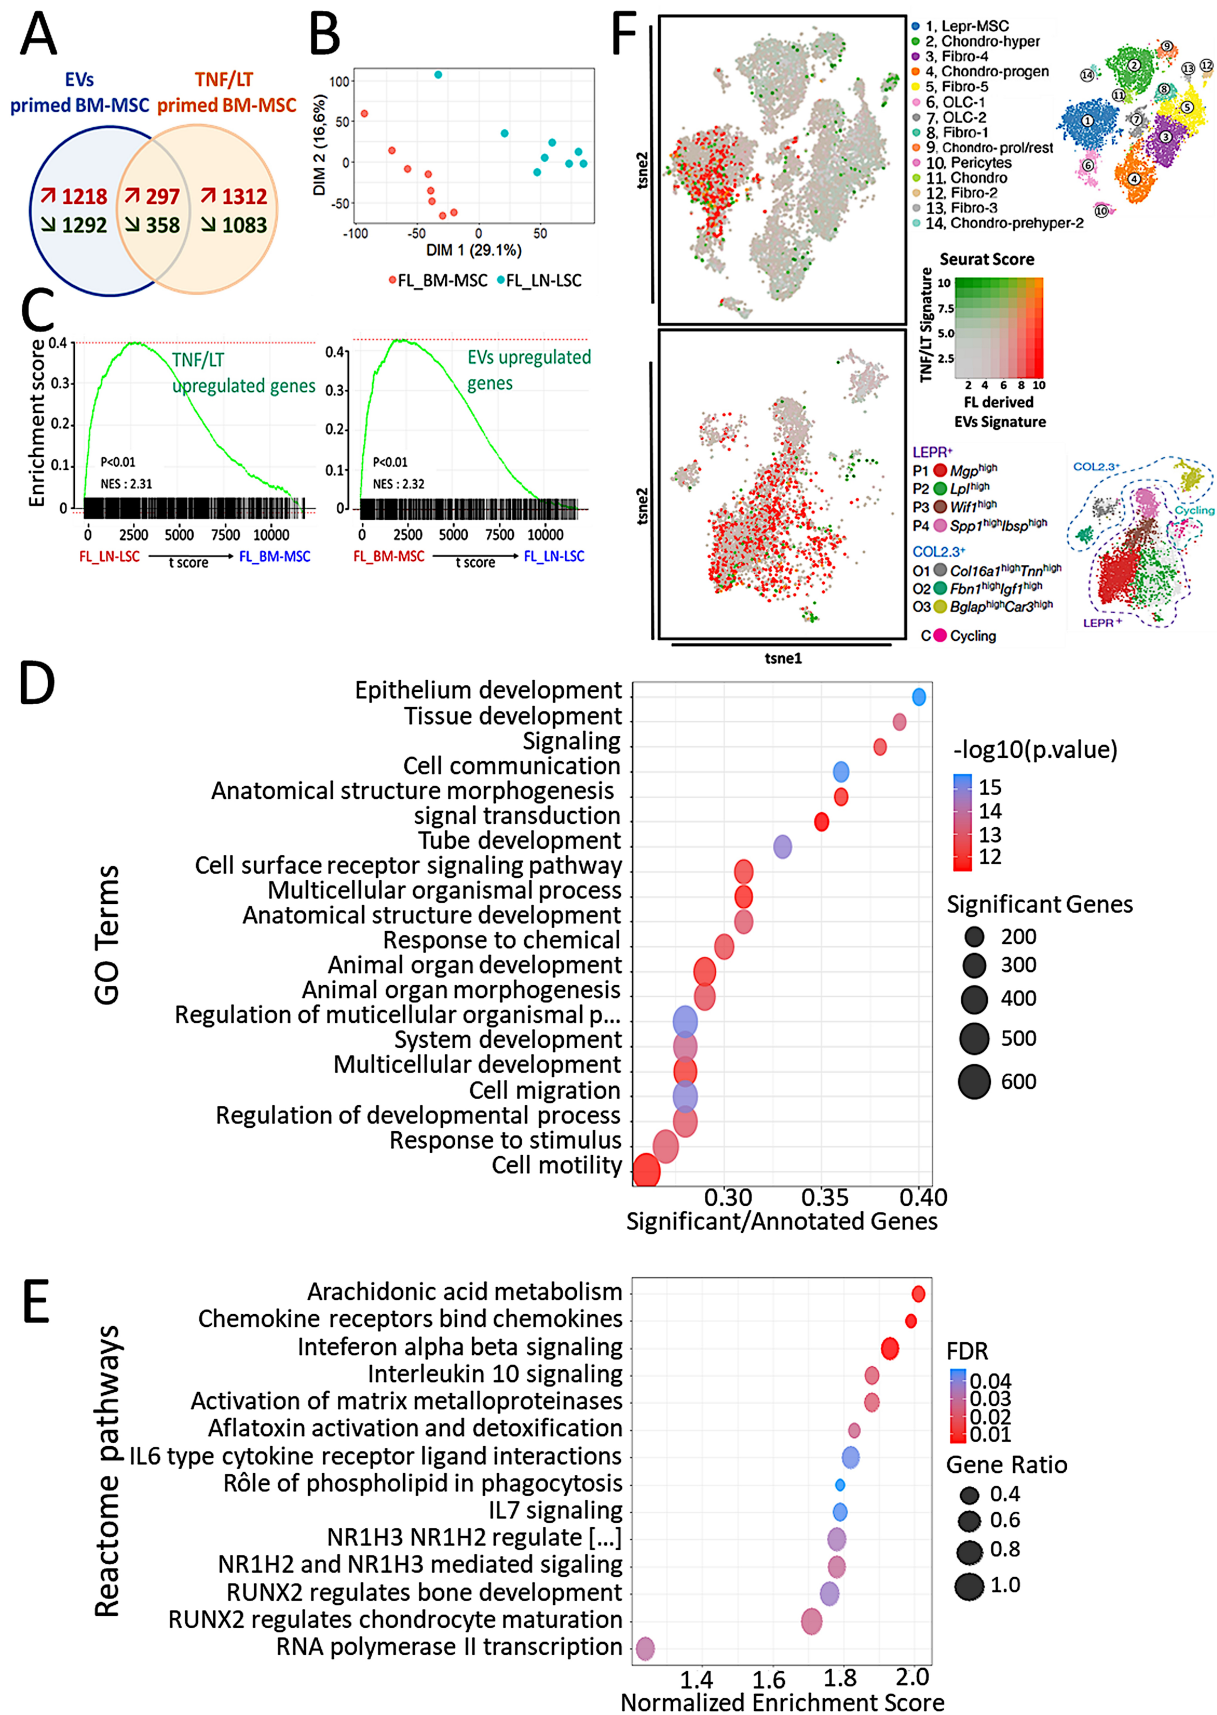 A
EVs
primed BM-MSC
TNF/LT
primed BM-MSC
↗ 1218
↘ 1292
↗ 297
↘ 358
↗ 1312
↘ 1083
B
DIM 2 (16,6%)
100
50
0
-50
-100
0
50
DIM 1 (29.1%)
FL_BM-MSC
FL_LN-LSC
C
Enrichment score
0.4
0.3
0.2
0.1
0
TNF/LT
upregulated genes
P<0.01
NES : 2.31
0 2500 5000 7500 10000
FL_LN-LSC
t score
FL_BM-MSC
0.4
0.3
0.2
0.1
0
EVs upregulated
genes
P<0.01
NES : 2.32
0 2500 5000 7500 10000
FL_BM-MSC
t score
FL_LN-LSC
F
tsne2
tsne2
tsne1
1, Lepr-MSC
2, Chondro-hyper
3, Fibro-4
4, Chondro-progen
5, Fibro-5
6, OLC-1
7, OLC-2
8, Fibro-1
9, Chondro-prol/rest
10, Pericytes
11, Chondro
12, Fibro-2
13, Fibro-3
14, Chondro-prehyper-2
9
2
14
13
12
8
11
5
1
7
3
6
4
10
Seurat Score
TNF/LT Signature
10
7.5
5.0
2.5
2 4 6 8 10
FL derived
EVs Signature
LEPR+
P1 Mgphigh
P2 Lplhigh
P3 Wif1high
P4 Spp1highIbsphigh
COL2.3+
O1 Col16a1highTnnhigh
O2 Fbn1highIgf1high
O3 BglaphighCar3high
C Cycling
COL2.3+
Cycling
LEPR+
D
GO Terms
Epithelium development
Tissue development
Signaling
Cell communication
Anatomical structure morphogenesis
signal transduction
Tube development
Cell surface receptor signaling pathway
Multicellular organismal process
Anatomical structure development
Response to chemical
Animal organ development
Animal organ morphogenesis
Regulation of muticellular organismal p...
System development
Multicellular development
Cell migration
Regulation of developmental process
Response to stimulus
Cell motility
0.30 0.35 0.40
Significant/Annotated Genes
-log10(p.value)
15
14
13
12
Significant Genes
200
300
400
500
600
E
Reactome pathways
Arachidonic acid metabolism
Chemokine receptors bind chemokines
Inteferon alpha beta signaling
Interleukin 10 signaling
Activation of matrix metalloproteinases
Aflatoxin activation and detoxification
IL6 type cytokine receptor ligand interactions
Rôle of phospholipid in phagocytosis
IL7 signaling
NR1H3 NR1H2 regulate [...]
NR1H2 and NR1H3 mediated sigaling
RUNX2 regulates bone development
RUNX2 regulates chondrocyte maturation
RNA polymerase II transcription
1.4 1.6 1.8 2.0
Normalized Enrichment Score
FDR
0.04
0.03
0.02
0.01
Gene Ratio
0.4
0.6
0.8
1.0